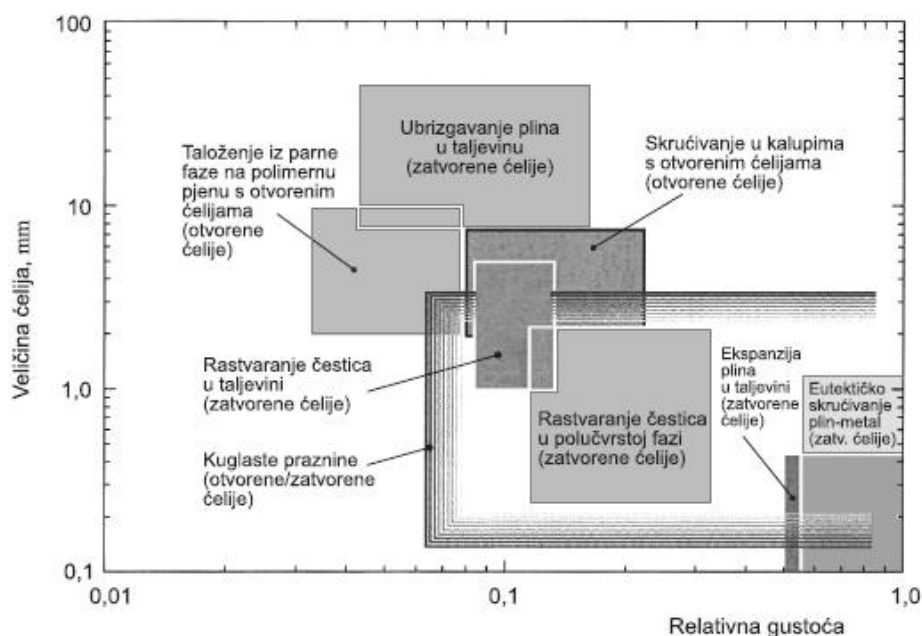 100
10
1,0
0,1
Veličina ćelija, mm
0,01
0,1
1,0
Relativna gustoća
Ubrizgavanje plina
u taljevinu
(zatvorene ćelije)
Taloženje iz parne
faze na polimernu
pjenu s otvorenim
ćelijama
(otvorene
ćelije)
Skrućivanje u kalupima
s otvorenim ćelijama
(otvorene ćelije)
Rastvaranje čestica
u taljevini
(zatvorene ćelije)
Kuglaste praznine
(otvorene/zatvorene
ćelije)
Rastvaranje čestica
u polučvrstoj fazi
(zatvorene ćelije)
Ekspanzija
plina
u taljevini
(zatvorene
ćelije)
Eutektičko
skrućivanje
plin-metal
(zatv. ćelije)